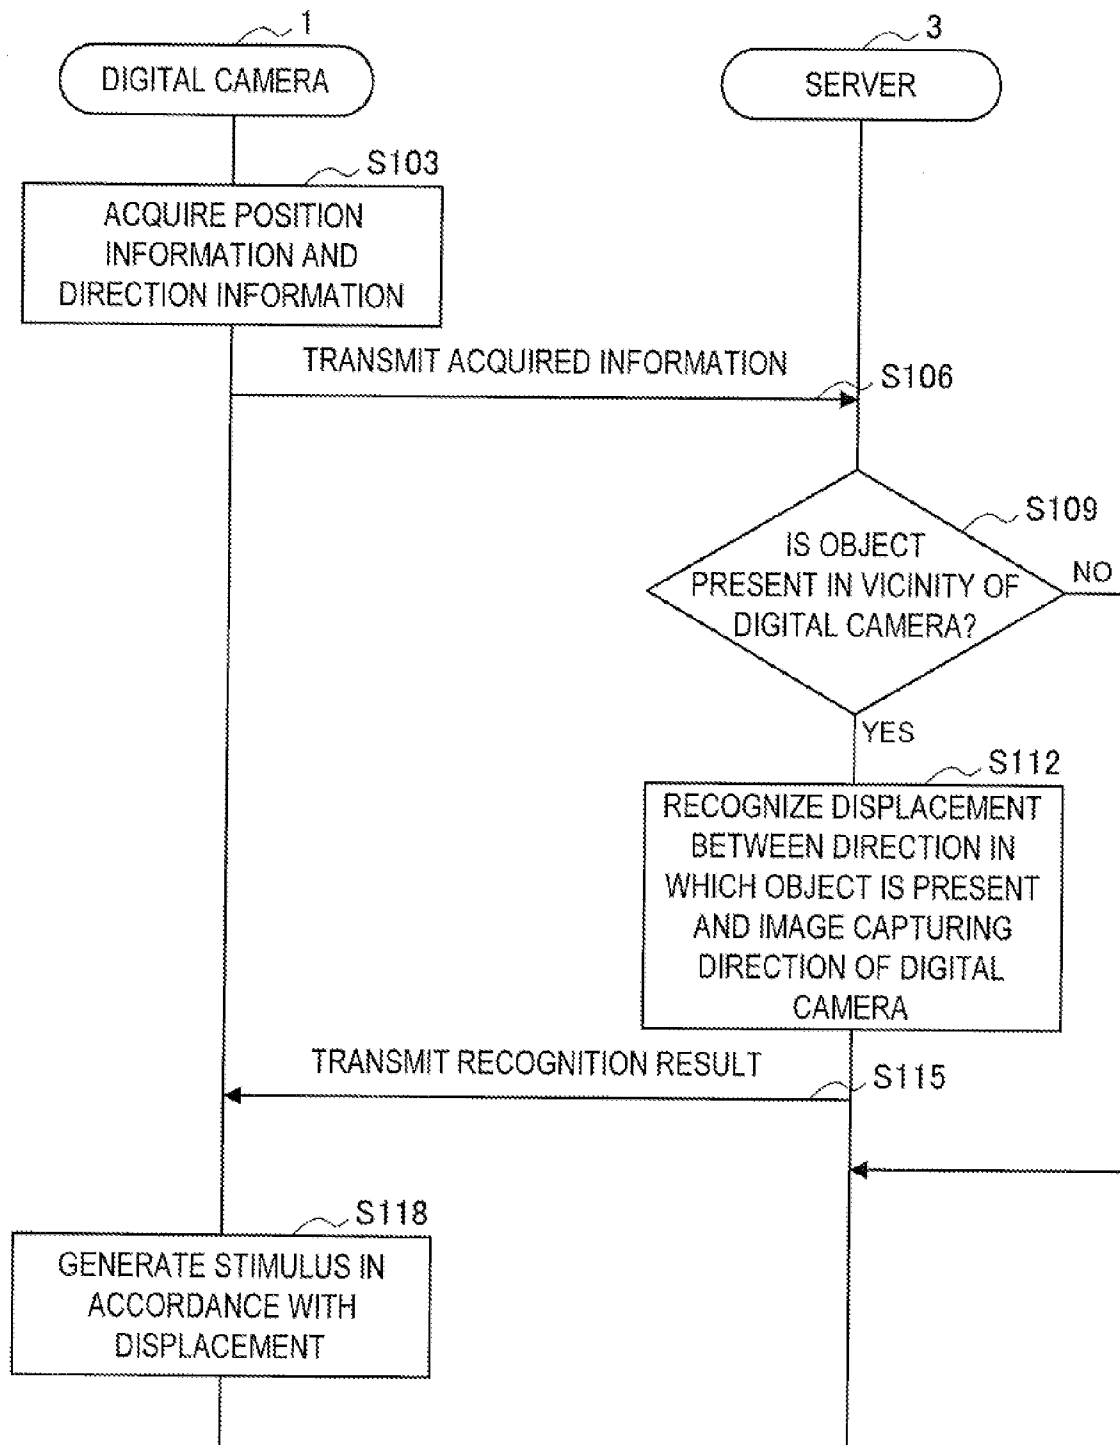 1
DIGITAL CAMERA
3
SERVER
S103
ACQUIRE POSITION
INFORMATION AND
DIRECTION INFORMATION
TRANSMIT ACQUIRED INFORMATION
S106
S109
IS OBJECT
PRESENT IN VICINITY OF
DIGITAL CAMERA?
NO
YES
S112
RECOGNIZE DISPLACEMENT
BETWEEN DIRECTION IN
WHICH OBJECT IS PRESENT
AND IMAGE CAPTURING
DIRECTION OF DIGITAL
CAMERA
TRANSMIT RECOGNITION RESULT
S115
S118
GENERATE STIMULUS IN
ACCORDANCE WITH
DISPLACEMENT